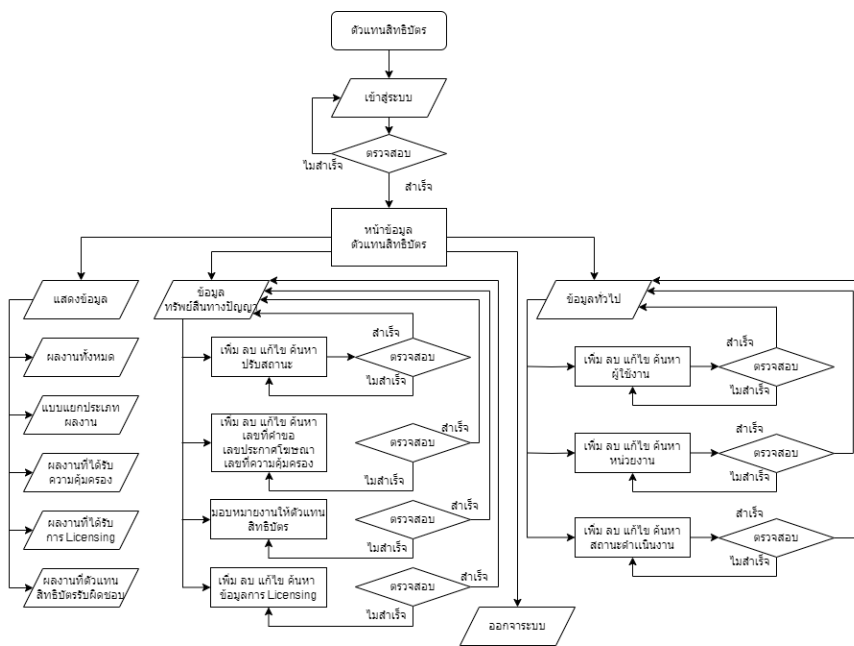 ตัวแทนสิทธิบัตร
เข้าสู่ระบบ
ตรวจสอบ
ไมสำเร็จ
สำเร็จ
หน้าข้อมูล
ตัวแทนสิทธิบัตร
แสดงข้อมูล
ผลงานทั้งหมด
แบบแยกประเภท
ผลงาน
ผลงานที่ได้รับ
ความคุ้มครอง
ผลงานที่ได้รับ
การ Licensing
ผลงานที่ตัวแทน
สิทธิบัตรรับผิดชอบ
ข้อมูล
ทรัพย์สินทางปัญญา
เพิ่ม ลบ แก้ไข ค้นหา
ปรับสถานะ
ตรวจสอบ
สำเร็จ
ไมสำเร็จ
เพิ่ม ลบ แก้ไข ค้นหา
เลขที่คำขอ
เลขประกาศโฆษณา
เลขที่ความคุ้มครอง
ตรวจสอบ
สำเร็จ
ไมสำเร็จ
มอบหมายงานให้ตัวแทน
สิทธิบัตร
ตรวจสอบ
สำเร็จ
ไมสำเร็จ
เพิ่ม ลบ แก้ไข ค้นหา
ข้อมูลการ Licensing
ตรวจสอบ
สำเร็จ
ไมสำเร็จ
ออกจาระบบ
ข้อมูลทั่วไป
เพิ่ม ลบ แก้ไข ค้นหา
ผู้ใช้งาน
ตรวจสอบ
สำเร็จ
ไมสำเร็จ
เพิ่ม ลบ แก้ไข ค้นหา
หน่วยงาน
ตรวจสอบ
สำเร็จ
ไมสำเร็จ
เพิ่ม ลบ แก้ไข ค้นหา
สถานะดำเนินงาน
ตรวจสอบ
สำเร็จ
ไมสำเร็จ